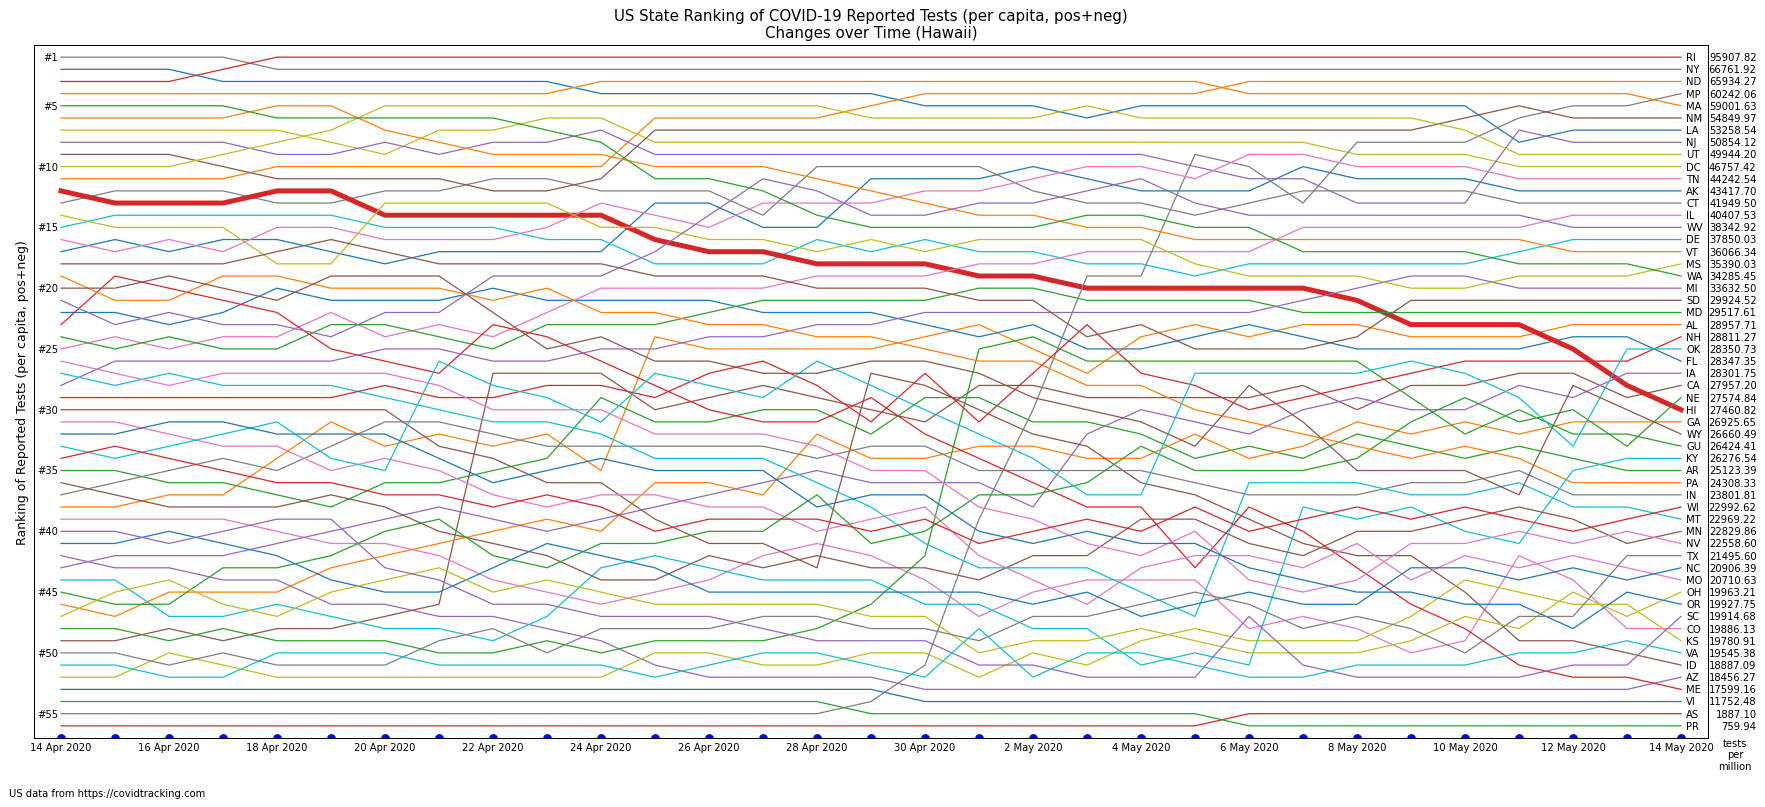 US State Ranking of COVID-19 Reported Tests (per capita, pos+neg)
Changes over Time (Hawaii)
Ranking of Reported Tests (per capita, pos+neg)
#1
#5
#10
#15
#20
#25
#30
#35
#40
#45
#50
#55
RI 95907.82
NY 66761.92
ND 65934.27
MP 60242.06
MA 59001.63
NM 54849.97
LA 53258.54
NJ 50854.12
UT 49944.20
DC 46757.42
TN 44242.54
AK 43417.70
CT 41949.50
IL 40407.53
WV 38342.92
DE 37850.03
VT 36066.34
MS 35390.03
WA 34285.45
MI 33632.50
SD 29924.52
MD 29517.61
AL 28957.71
NH 28811.27
OK 28350.73
FL 28347.35
IA 28301.75
CA 27957.20
NE 27574.84
HI 27460.82
GA 26925.65
WY 26660.49
GU 26424.41
KY 26276.54
AR 25123.39
PA 24308.33
IN 23801.81
WI 22992.62
MT 22969.22
MN 22829.86
NV 22558.60
TX 21495.60
NC 20906.39
MO 20710.63
OH 19963.21
OR 19927.75
SC 19914.68
CO 19886.13
KS 19780.91
VA 19545.38
ID 18887.09
AZ 18456.27
ME 17599.16
VI 11752.48
AS 1887.10
PR 759.94
14 Apr 2020 16 Apr 2020 18 Apr 2020 20 Apr 2020 22 Apr 2020 24 Apr 2020 26 Apr 2020 28 Apr 2020 30 Apr 2020 2 May 2020 4 May 2020 6 May 2020 8 May 2020 10 May 2020 12 May 2020 14 May 2020
tests
per
million
US data from https://covidtracking.com